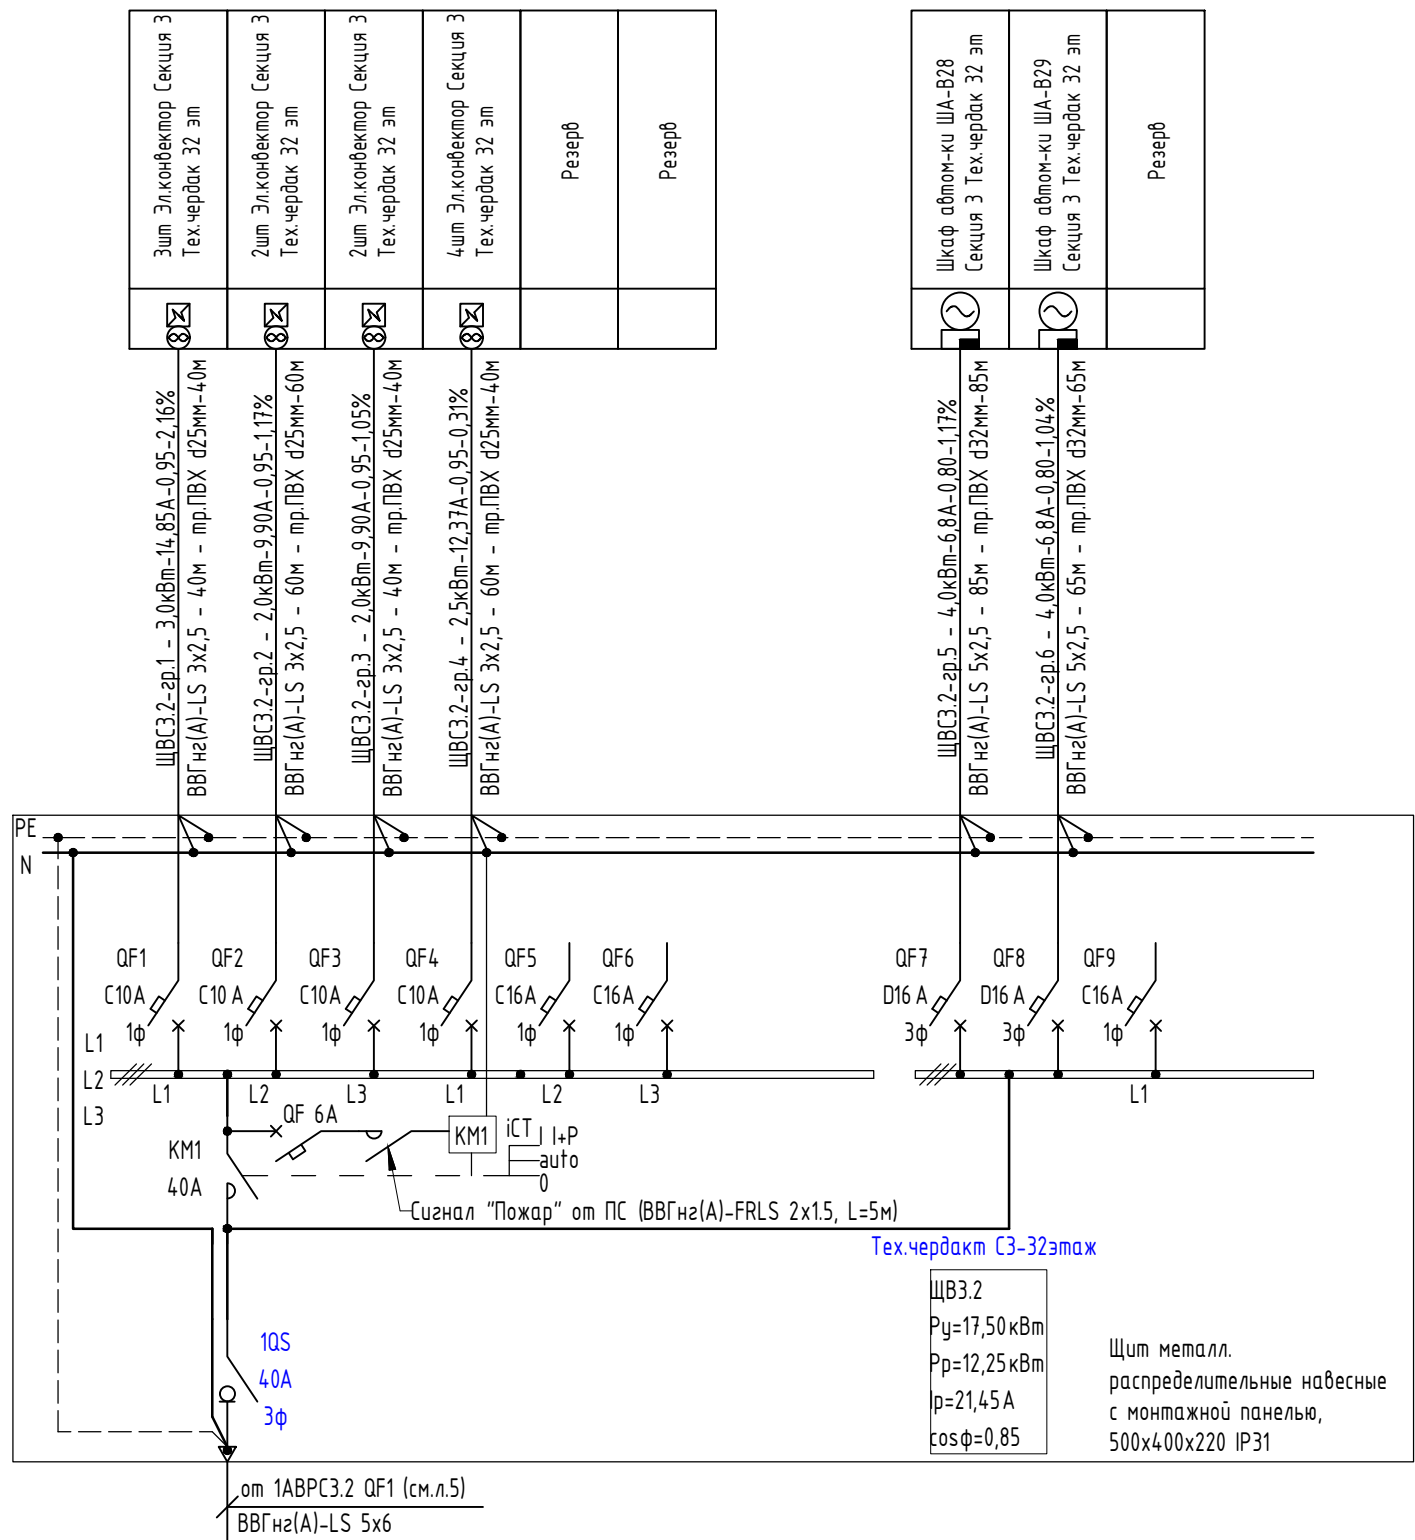 3шт Эл.конвектор Секция 3
Тех.чердак 32 эт
2шт Эл.конвектор Секция 3
Тех.чердак 32 эт
2шт Эл.конвектор Секция 3
Тех.чердак 32 эт
4шт Эл.конвектор Секция 3
Тех.чердак 32 эт
Резерв
Резерв
Шкаф автом-ки ША-В28
Секция 3 Тех.чердак 32 эт
Шкаф автом-ки ША-В29
Секция 3 Тех.чердак 32 эт
Резерв
ЩВС3.2-гр.1 - 3,0кВт-14,85А-0,95-2,16%
ВВГнг(А)-LS 3х2,5 - 40м - тр.ПВХ d25мм-40м
ЩВС3.2-гр.2 - 2,0кВт-9,90А-0,95-1,17%
ВВГнг(А)-LS 3х2,5 - 60м - тр.ПВХ d25мм-60м
ЩВС3.2-гр.3 - 2,0кВт-9,90А-0,95-1,05%
ВВГнг(А)-LS 3х2,5 - 40м - тр.ПВХ d25мм-40м
ЩВС3.2-гр.4 - 2,5кВт-12,37А-0,95-0,31%
ВВГнг(А)-LS 3х2,5 - 60м - тр.ПВХ d25мм-40м
ЩВС3.2-гр.5 - 4,0кВт-6,8А-0,80-1,17%
ВВГнг(А)-LS 5х2,5 - 85м - тр.ПВХ d32мм-85м
ЩВС3.2-гр.6 - 4,0кВт-6,8А-0,80-1,04%
ВВГнг(А)-LS 5х2,5 - 65м - тр.ПВХ d32мм-65м
PE
N
QF1 QF2 QF3 QF4 QF5 QF6 QF7 QF8 QF9
C10A C10A C10A C10A C16A C16A D16A D16A C16A
1ф 1ф 1ф 1ф 1ф 1ф 3ф 3ф 1ф
L1
L2
L3
L1 L2 L3 L1 L2 L3 L1
QF 6A
KM1
40A
KM1
iCT
I I+P
auto
0
Сигнал "Пожар" от ПС (ВВГнг(А)-FRLS 2х1.5, L=5м)
Тех.чердакт С3-32этаж
ЩВ3.2
Ру=17,50кВт
Рр=12,25кВт
Iр=21,45А
cosф=0,85
Щит металл.
распределительные навесные
с монтажной панелью,
500х400х220 IP31
1QS
40A
3ф
от 1АВРС3.2 QF1 (см.л.5)
ВВГнг(А)-LS 5х6